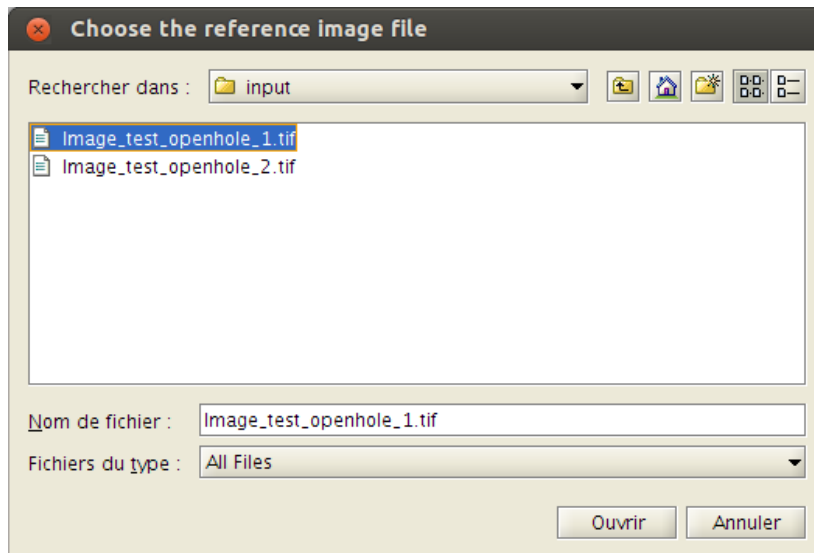 Choose the reference image file
Rechercher dans : input
Image_test_openhole_1.tif
Image_test_openhole_2.tif
Nom de fichier : Image_test_openhole_1.tif
Fichiers du type : All Files
Ouvrir Annuler